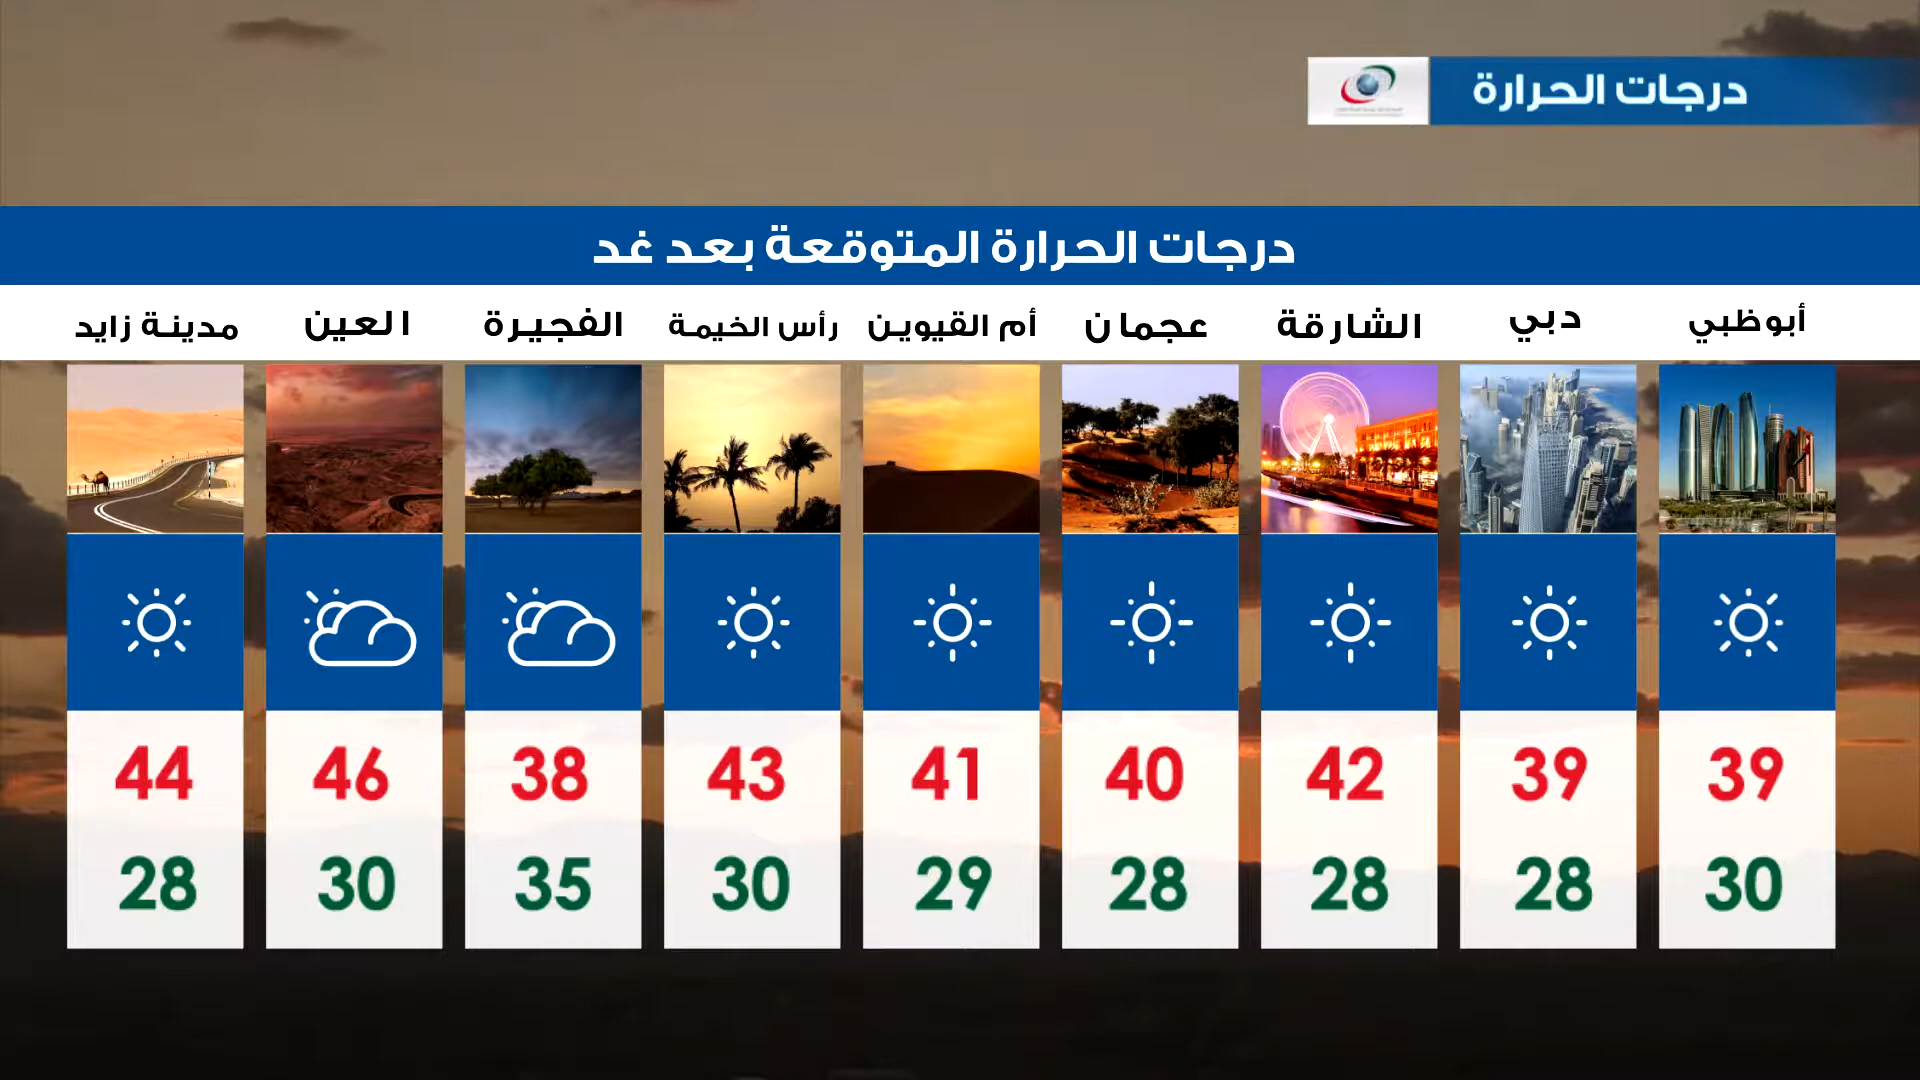 درجات الحرارة
درجات الحرارة المتوقعة بعد غد
أبوظبي دبي الشارقة عجمان أم القيوين رأس الخيمة الفجيرة العين مدينة زايد
39 39 42 40 41 43 38 46 44
30 28 28 28 29 30 35 30 28